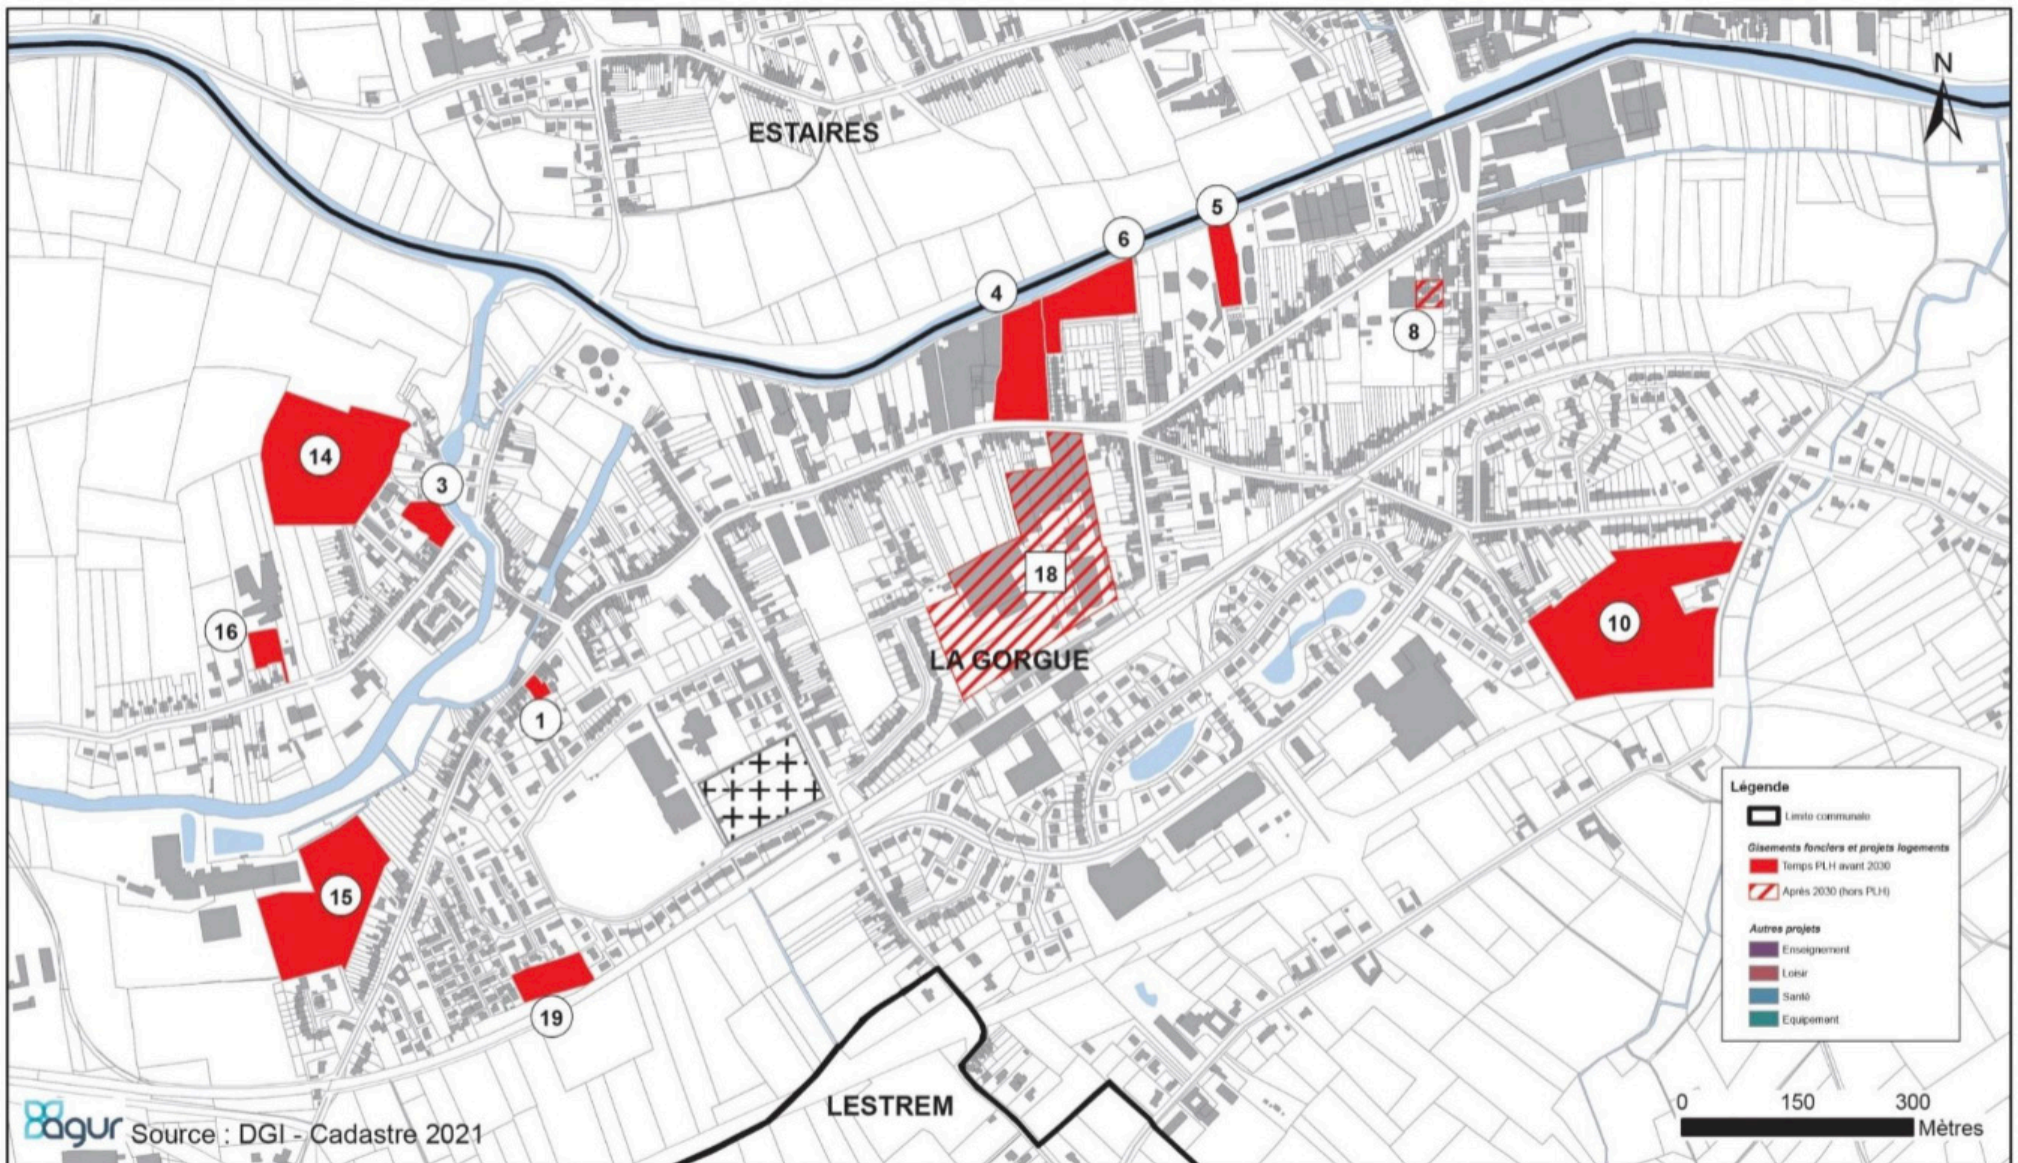 N
ESTAIRES
5
6
4
8
14
3
18
16
10
LA GORGUE
1
15
19
LESTREM
Légende
Limite communale
Gisements fonciers et projets logements
Temps PLH avant 2030
Après 2030 (hors PLH)
Autres projets
Enseignement
Loisir
Santé
Equipement
0 150 300
Mètres
agur Source : DGI - Cadastre 2021